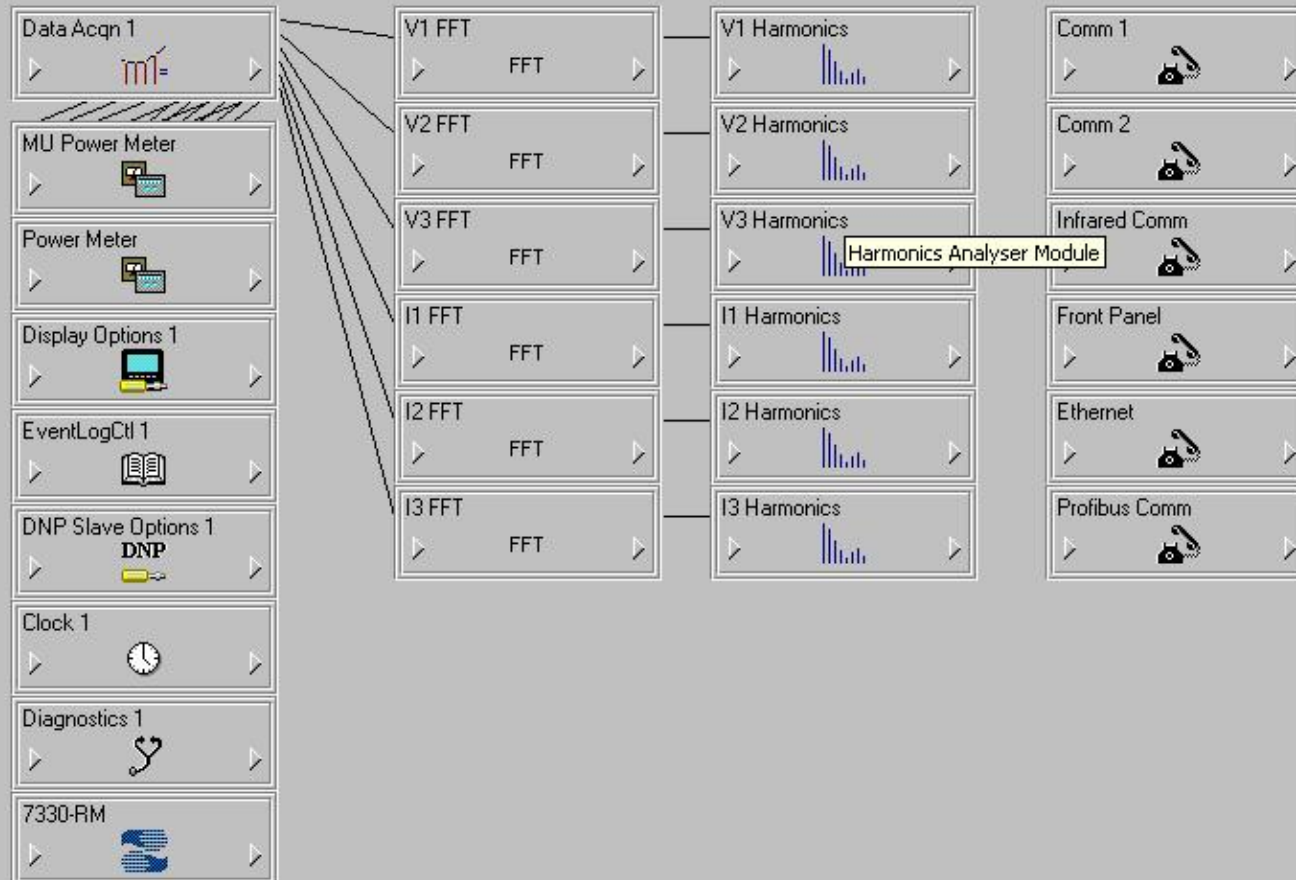 Data Acqn 1
MU Power Meter
Power Meter
Display Options 1
EventLogCtl 1
DNP Slave Options 1
DNP
Clock 1
Diagnostics 1
7330-RM
V1 FFT
FFT
V2 FFT
FFT
V3 FFT
FFT
I1 FFT
FFT
I2 FFT
FFT
I3 FFT
FFT
V1 Harmonics
V2 Harmonics
V3 Harmonics
Harmonics Analyser Module
I1 Harmonics
I2 Harmonics
I3 Harmonics
Comm 1
Comm 2
Infrared Comm
Front Panel
Ethernet
Profibus Comm